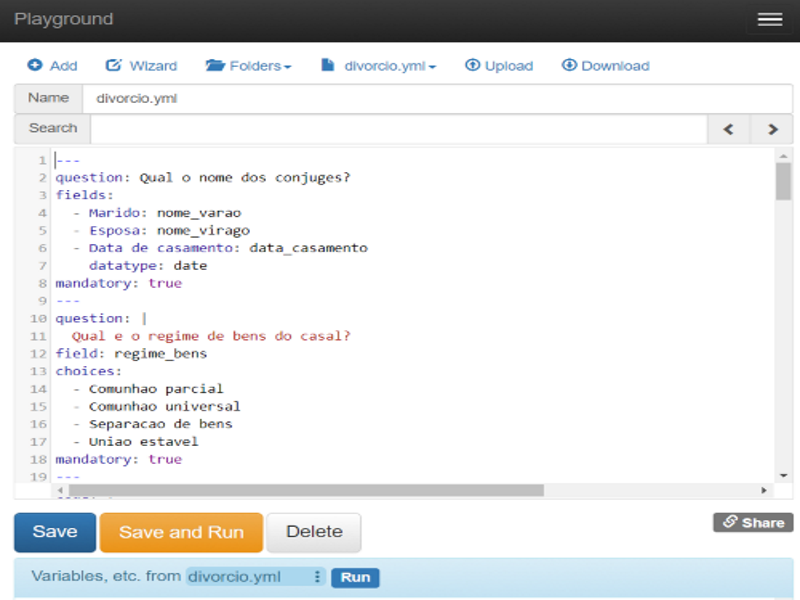 Playground
Add Wizard Folders divorcio.yml Upload Download
Name divorcio.yml
Search
1 ---
2 question: Qual o nome dos conjuges?
3 fields:
4 - Marido: nome_varao
5 - Esposa: nome_virago
6 - Data de casamento: data_casamento
7 datatype: date
8 mandatory: true
9 ---
10 question: |
11 Qual e o regime de bens do casal?
12 field: regime_bens
13 choices:
14 - Comunhao parcial
15 - Comunhao universal
16 - Separacao de bens
17 - Uniao estavel
18 mandatory: true
19 ---
Save Save and Run Delete Share
Variables, etc. from divorcio.yml Run